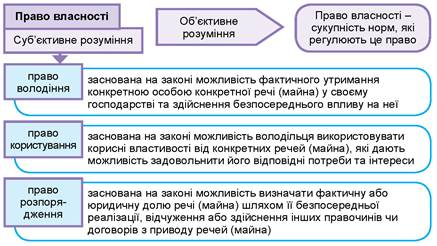 Право власності
Суб’єктивне розуміння
Об’єктивне
розуміння
Право власності –
сукупність норм, які
регулюють це право
право
володіння
заснована на законі можливість фактичного утримання
конкретною особою конкретної речі (майна) у своєму
господарстві та здійснення безпосереднього впливу на неї
право
користування
заснована на законі можливість володільця використовувати
корисні властивості від конкретних речей (майна), які дають
можливість задовольнити його відповідні потреби та інтереси
право
розпоря-
дження
заснована на законі можливість визначати фактичну або
юридичну долю речі (майна) шляхом її безпосередньої
реалізації, відчуження або здійснення інших правочинів чи
договорів з приводу речей (майна)